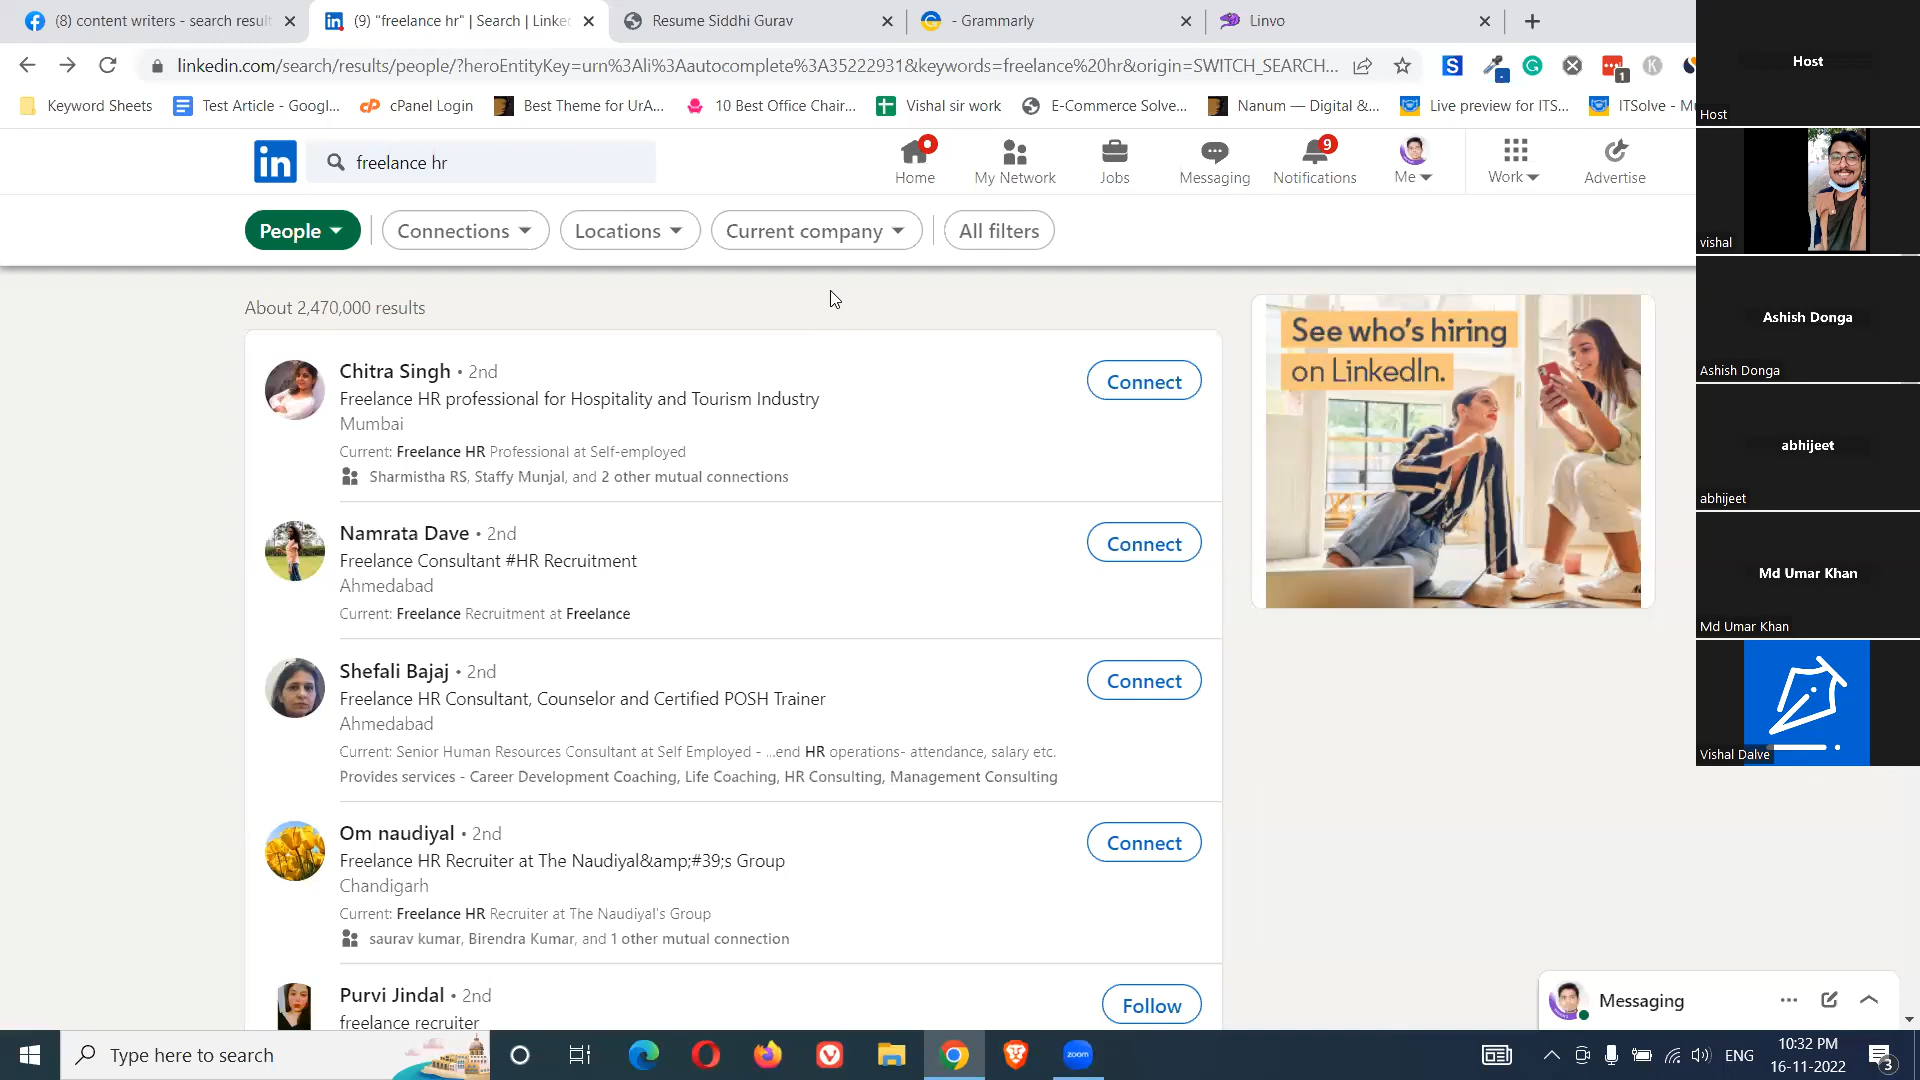 (8) content writers - search result
(9) "freelance hr" | Search | Linke
Resume Siddhi Gurav
- Grammarly
Linvo
linkedin.com/search/results/people/?heroEntityKey=urn%3Ali%3Aautocomplete%3A35222931&keywords=freelance%20hr&origin=SWITCH_SEARCH...
Keyword Sheets
Test Article - Googl...
cPanel Login
Best Theme for UrA...
10 Best Office Chair...
Vishal sir work
E-Commerce Solve...
Nanum — Digital &...
Live preview for ITS...
ITSolve - M
in
freelance hr
Home
My Network
Jobs
Messaging
9
Notifications
Me
Work
Advertise
People
Connections
Locations
Current company
All filters
About 2,470,000 results
Chitra Singh • 2nd
Freelance HR professional for Hospitality and Tourism Industry
Mumbai
Current: Freelance HR Professional at Self-employed
Sharmistha RS, Staffy Munjal, and 2 other mutual connections
Connect
Namrata Dave • 2nd
Freelance Consultant #HR Recruitment
Ahmedabad
Current: Freelance Recruitment at Freelance
Connect
Shefali Bajaj • 2nd
Freelance HR Consultant, Counselor and Certified POSH Trainer
Ahmedabad
Current: Senior Human Resources Consultant at Self Employed - ...end HR operations- attendance, salary etc.
Provides services - Career Development Coaching, Life Coaching, HR Consulting, Management Consulting
Connect
Om naudiyal • 2nd
Freelance HR Recruiter at The Naudiyal&amp;#39;s Group
Chandigarh
Current: Freelance HR Recruiter at The Naudiyal's Group
saurav kumar, Birendra Kumar, and 1 other mutual connection
Connect
Purvi Jindal • 2nd
freelance recruiter
Follow
See who's hiring
on LinkedIn.
Messaging
Host
Host
vishal
Ashish Donga
Ashish Donga
abhijeet
abhijeet
Md Umar Khan
Md Umar Khan
Vishal Dalve
Type here to search
zoom
ENG
10:32 PM
16-11-2022
3